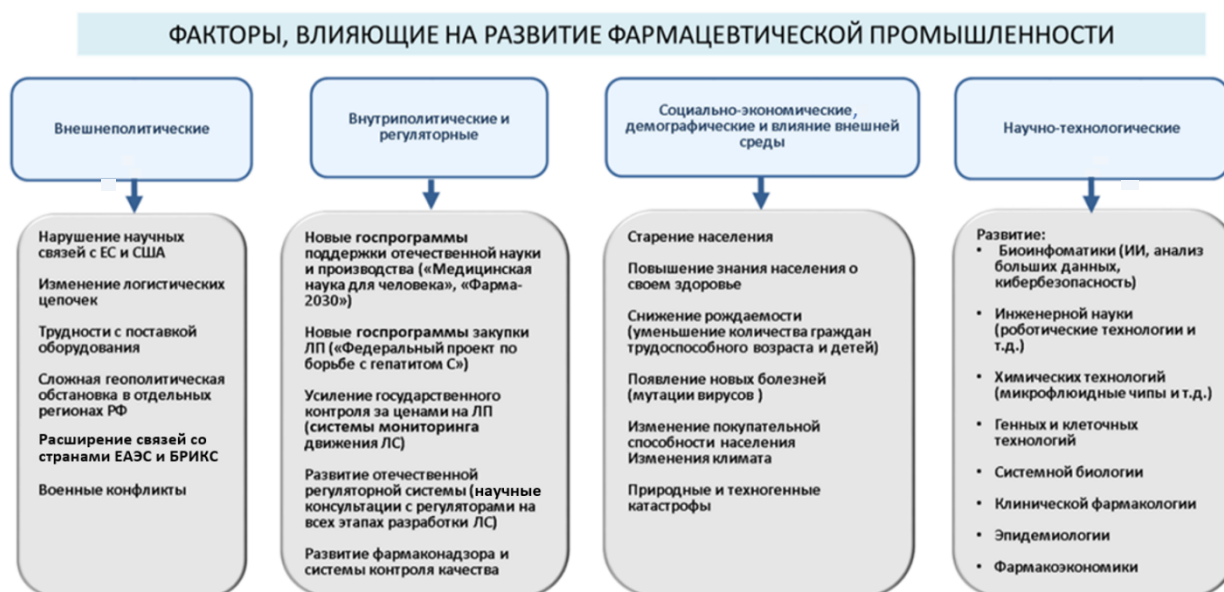 ФАКТОРЫ, ВЛИЯЮЩИЕ НА РАЗВИТИЕ ФАРМАЦЕВТИЧЕСКОЙ ПРОМЫШЛЕННОСТИ
Внешнеполитические
Нарушение научных
связей с ЕС и США
Изменение логистических
цепочек
Трудности с поставкой
оборудования
Сложная геополитическая
обстановка в отдельных
регионах РФ
Расширение связей со
странами ЕАЭС и БРИКС
Военные конфликты
Внутриполитические и
регуляторные
Новые госпрограммы
поддержки отечественной науки
и производства («Медицинская
наука для человека», «Фарма-
2030»)
Новые госпрограммы закупки
ЛП («Федеральный проект по
борьбе с гепатитом С»)
Усиление государственного
контроля за ценами на ЛП
(системы мониторинга
движения ЛС)
Развитие отечественной
регуляторной системы (научные
консультации с регуляторами на
всех этапах разработки ЛС)
Развитие фармаконадзора и
системы контроля качества
Социально-экономические,
демографические и влияние внешней
среды
Старение населения
Повышение знания населения о
своем здоровье
Снижение рождаемости
(уменьшение количества граждан
трудоспособного возраста и детей)
Появление новых болезней
(мутации вирусов )
Изменение покупательной
способности населения
Изменения климата
Природные и техногенные
катастрофы
Научно-технологические
Развитие:
• Биоинфоматики (ИИ, анализ
больших данных,
кибербезопасность)
• Инженерной науки
(роботические технологии и
т.д.)
• Химических технологий
(микрофлюидные чипы и т.д.)
• Генных и клеточных
технологий
• Системной биологии
• Клинической фармакологии
• Эпидемиологии
• Фармакоэкономики